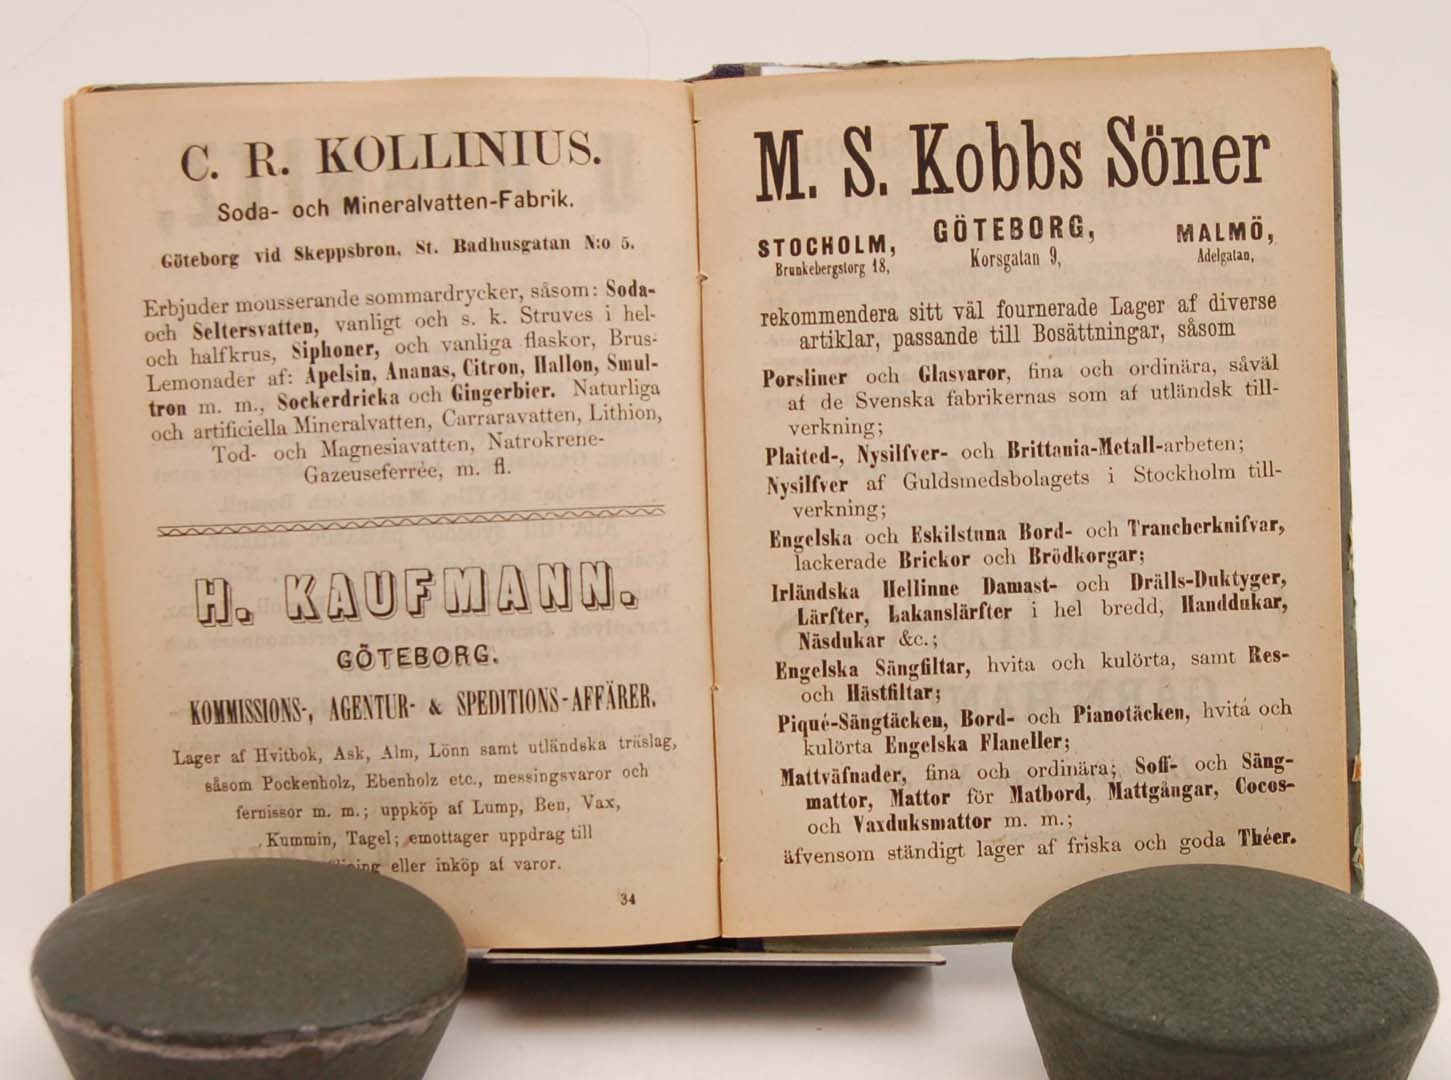 C. R. KOLLINIUS.
Soda- och Mineralvatten-Fabrik.
Göteborg vid Skeppsbron, St. Badhusgatan N:o 5.
Erbjuder mousserande sommardrycker, såsom: Soda-
och Seltersvatten, vanligt och s. k. Struves i hel-
och halfkrus, Siphoner, och vanliga flaskor, Brus-
Lemonader af: Apelsin, Ananas, Citron, Hallon, Smul-
tron m. m., Sockerdricka och Gingerbier. Naturliga
och artificiella Mineralvatten, Carraravatten, Lithion,
Tod- och Magnesiavatten, Natrokrene-
Gazeuseferrée, m. fl.
H. KAUFMANN.
GÖTEBORG.
KOMMISSIONS-, AGENTUR- & SPEDITIONS-AFFÄRER.
Lager af Hvitbok, Ask, Alm, Lönn samt utländska träslag,
såsom Pockenholz, Ebenholz etc., messingsvaror och
fernissor m. m.; uppköp af Lump, Ben, Vax,
Kummin, Tagel; emottager uppdrag till
eller inköp af varor.
34
M. S. Kobbs Söner
STOCKHOLM, GÖTEBORG, MALMÖ,
Brunkebergstorg 18, Korsgatan 9, Adelgatan,
rekommendera sitt väl fournerade Lager af diverse
artiklar, passande till Bosättningar, såsom
Porsliner och Glasvaror, fina och ordinära, såväl
af de Svenska fabrikernas som af utländsk till-
verkning;
Plaited-, Nysilfver- och Brittania-Metall-arbeten;
Nysilfver af Guldsmedsbolagets i Stockholm till-
verkning;
Engelska och Eskilstuna Bord- och Trancherknifvar,
lackerade Brickor och Brödkorgar;
Irländska Hellinne Damast- och Drälls-Duktyger,
Lärfter, Lakanslärfter i hel bredd, Handdukar,
Näsdukar &c.;
Engelska Sängfiltar, hvita och kulörta, samt Res-
och Hästfiltar;
Piqué-Sängtäcken, Bord- och Pianotäcken, hvita och
kulörta Engelska Flaneller;
Mattväfnader, fina och ordinära; Soff- och Säng-
mattor, Mattor för Matbord, Mattgångar, Cocos-
och Vaxduksmattor m. m.;
äfvensom ständigt lager af friska och goda Théer.